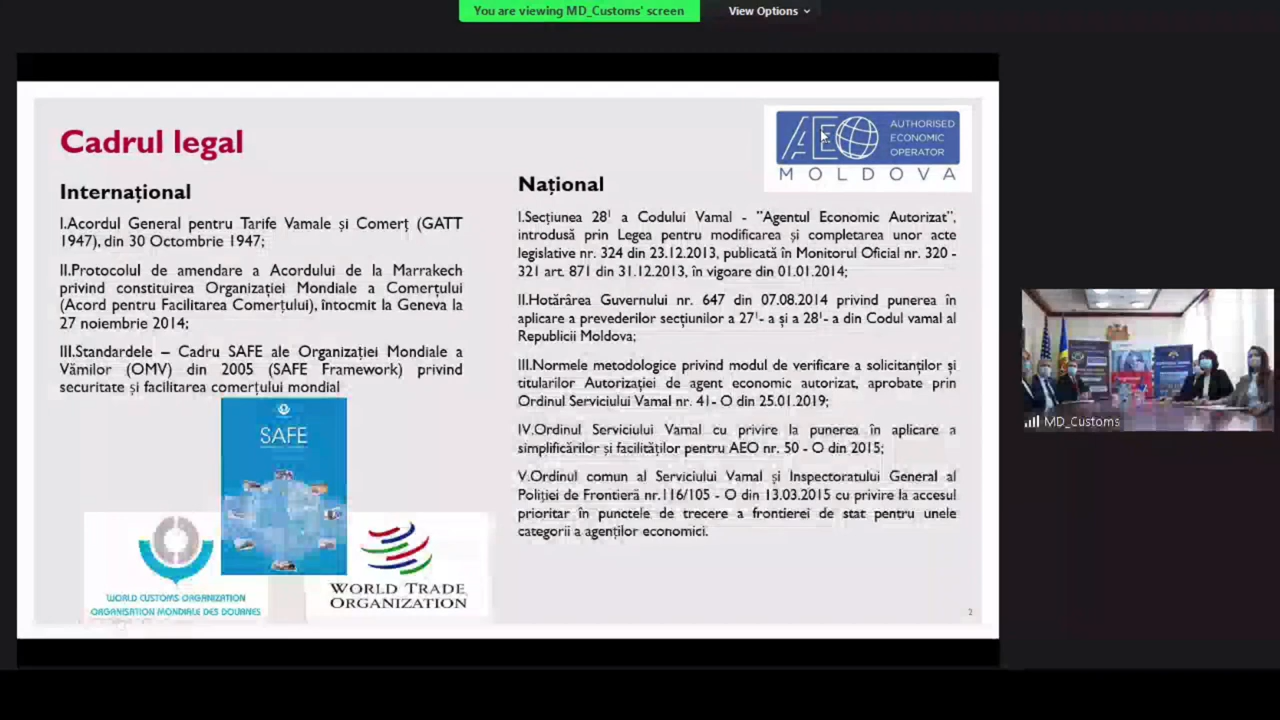 You are viewing MD_Customs' screen
View Options
Cadrul legal
Internațional
I.Acordul General pentru Tarife Vamale și Comerț (GATT
1947), din 30 Octombrie 1947;
II.Protocolul de amendare a Acordului de la Marrakech
privind constituirea Organizației Mondiale a Comerțului
(Acord pentru Facilitarea Comerțului), întocmit la Geneva la
27 noiembrie 2014;
III.Standardele – Cadru SAFE ale Organizației Mondiale a
Vămilor (OMV) din 2005 (SAFE Framework) privind
securitate și facilitarea comerțului mondial
SAFE
WORLD CUSTOMS ORGANIZATION
ORGANISATION MONDIALE DES DOUANES
WORLD TRADE
ORGANIZATION
AEO
AUTHORISED
ECONOMIC
OPERATOR
MOLDOVA
Național
I.Secțiunea 28¹ a Codului Vamal - ”Agentul Economic Autorizat”,
introdusă prin Legea pentru modificarea și completarea unor acte
legislative nr. 324 din 23.12.2013, publicată în Monitorul Oficial nr. 320 -
321 art. 871 din 31.12.2013, în vigoare din 01.01.2014;
II.Hotărârea Guvernului nr. 647 din 07.08.2014 privind punerea în
aplicare a prevederilor secțiunilor a 27¹- a și a 28¹- a din Codul vamal al
Republicii Moldova;
III.Normele metodologice privind modul de verificare a solicitanților și
titularilor Autorizației de agent economic autorizat, aprobate prin
Ordinul Serviciului Vamal nr. 41- O din 25.01.2019;
IV.Ordinul Serviciului Vamal cu privire la punerea în aplicare a
simplificărilor și facilităților pentru AEO nr. 50 - O din 2015;
V.Ordinul comun al Serviciului Vamal și Inspectoratului General al
Poliției de Frontieră nr.116/105 - O din 13.03.2015 cu privire la accesul
prioritar în punctele de trecere a frontierei de stat pentru unele
categorii a agenților economici.
2
MD_Customs